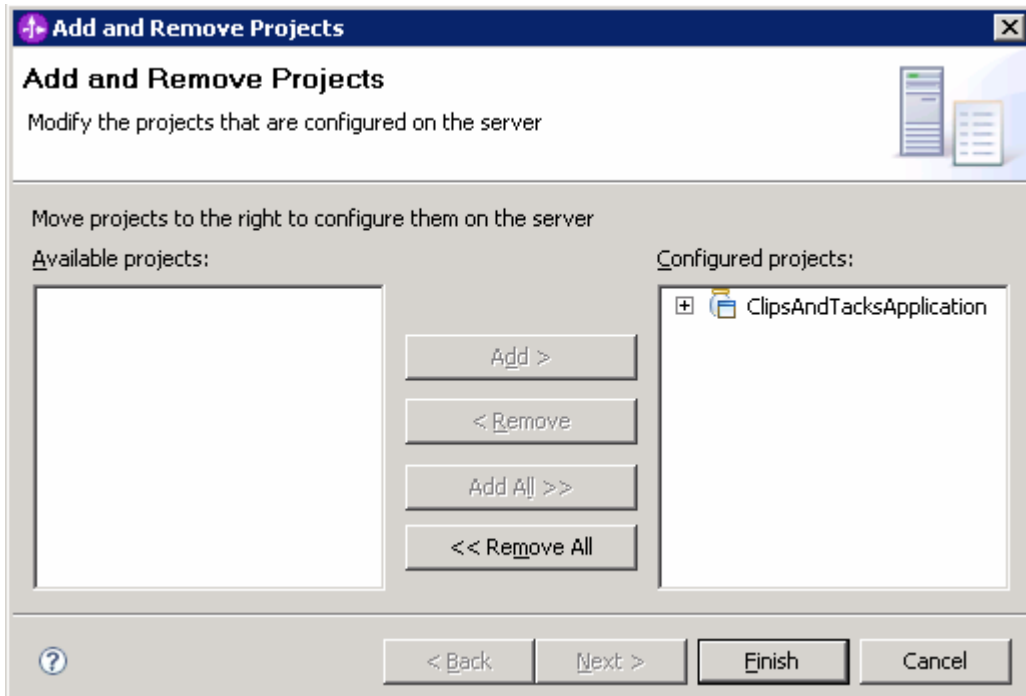 Add and Remove Projects
Add and Remove Projects
Modify the projects that are configured on the server
Move projects to the right to configure them on the server
Available projects:
Configured projects:
ClipsAndTacksApplication
Add >
< Remove
Add All >>
<< Remove All
< Back
Next >
Finish
Cancel